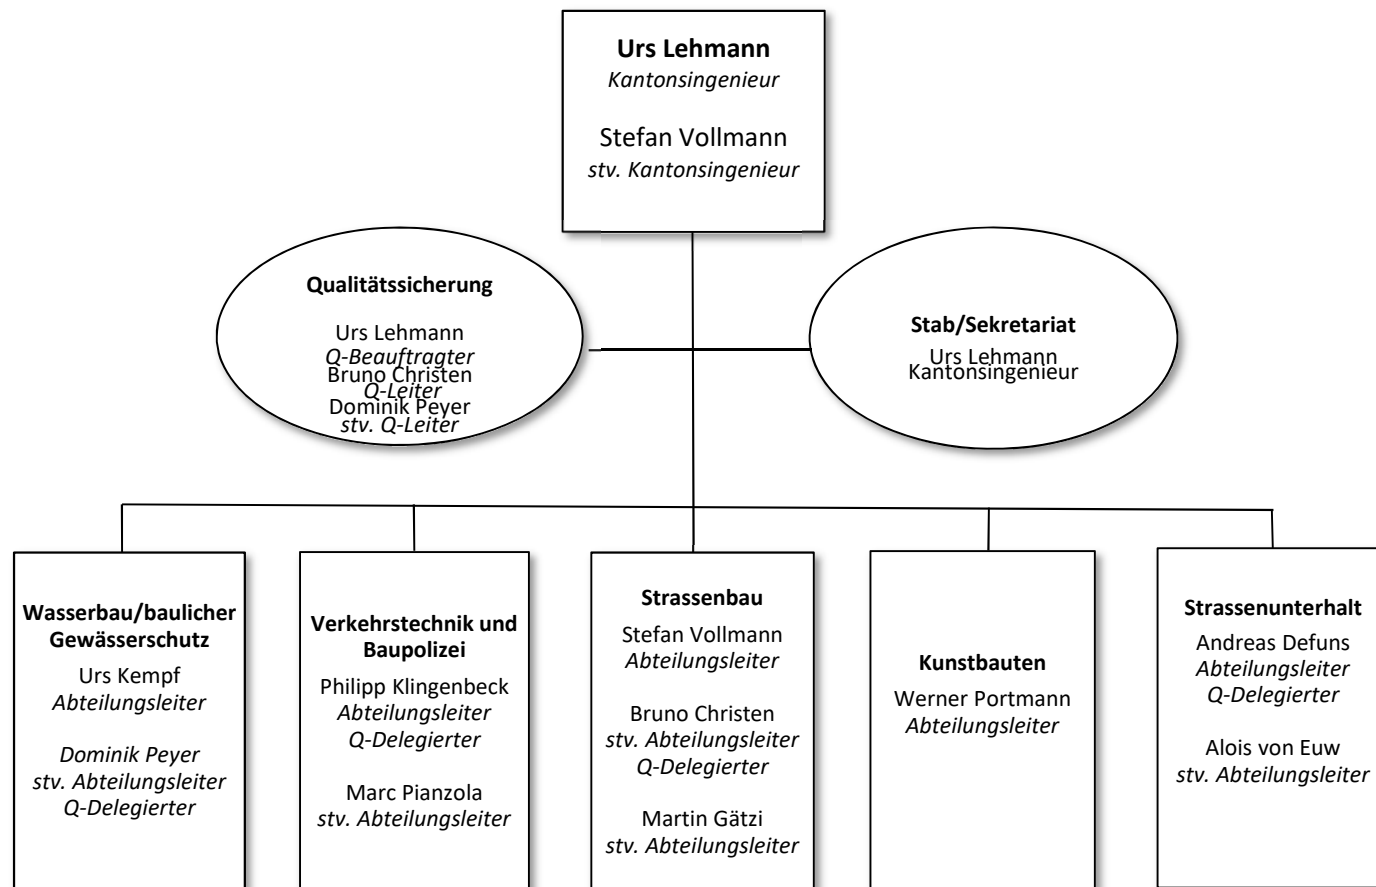 Urs Lehmann
Kantonsingenieur
Stefan Vollmann
stv. Kantonsingenieur
Qualitätssicherung
Urs Lehmann
Q-Beauftragter
Bruno Christen
Q-Leiter
Dominik Peyer
stv. Q-Leiter
Stab/Sekretariat
Urs Lehmann
Kantonsingenieur
Wasserbau/baulicher
Gewässerschutz
Urs Kempf
Abteilungsleiter
Dominik Peyer
stv. Abteilungsleiter
Q-Delegierter
Verkehrstechnik und
Baupolizei
Philipp Klingenbeck
Abteilungsleiter
Q-Delegierter
Marc Pianzola
stv. Abteilungsleiter
Strassenbau
Stefan Vollmann
Abteilungsleiter
Bruno Christen
stv. Abteilungsleiter
Q-Delegierter
Martin Gätzi
stv. Abteilungsleiter
Kunstbauten
Werner Portmann
Abteilungsleiter
Strassenunterhalt
Andreas Defuns
Abteilungsleiter
Q-Delegierter
Alois von Euw
stv. Abteilungsleiter